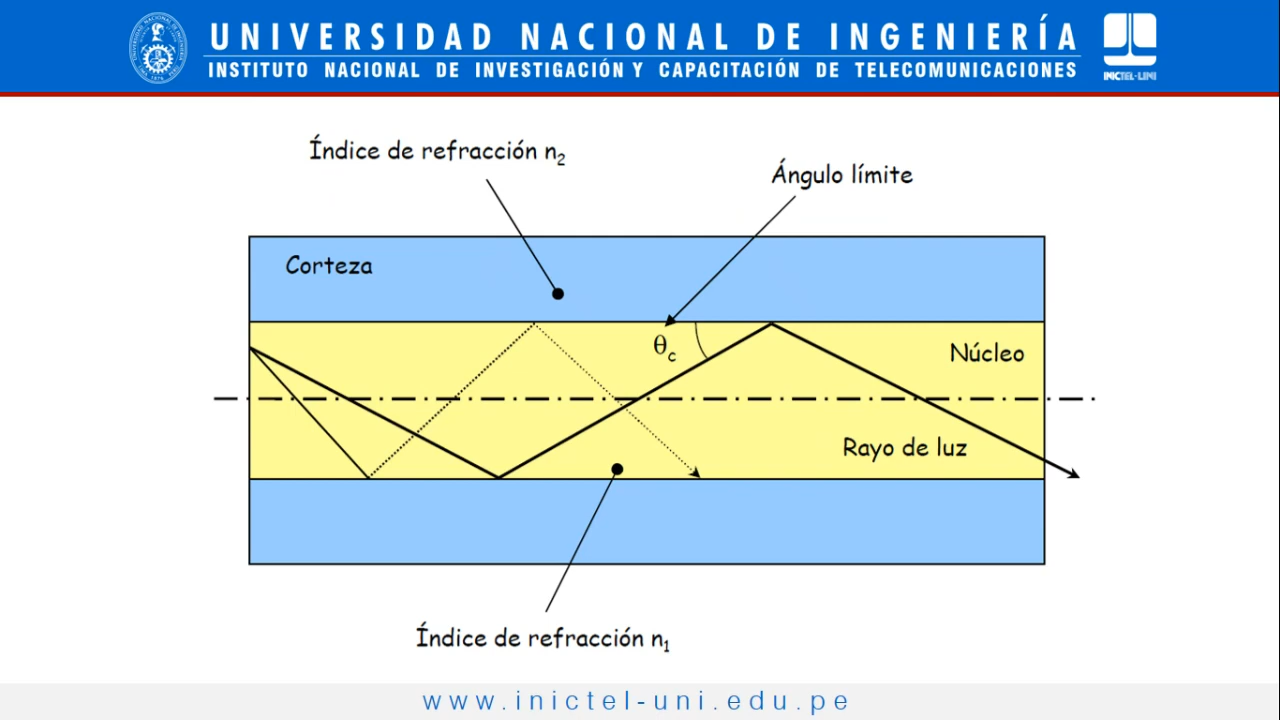 UNIVERSIDAD NACIONAL DE INGENIERÍA
INSTITUTO NACIONAL DE INVESTIGACIÓN Y CAPACITACIÓN DE TELECOMUNICACIONES
INICTEL-UNI
Índice de refracción n₂
Ángulo límite
Corteza
θc
Núcleo
Rayo de luz
Índice de refracción n₁
www.inictel-uni.edu.pe